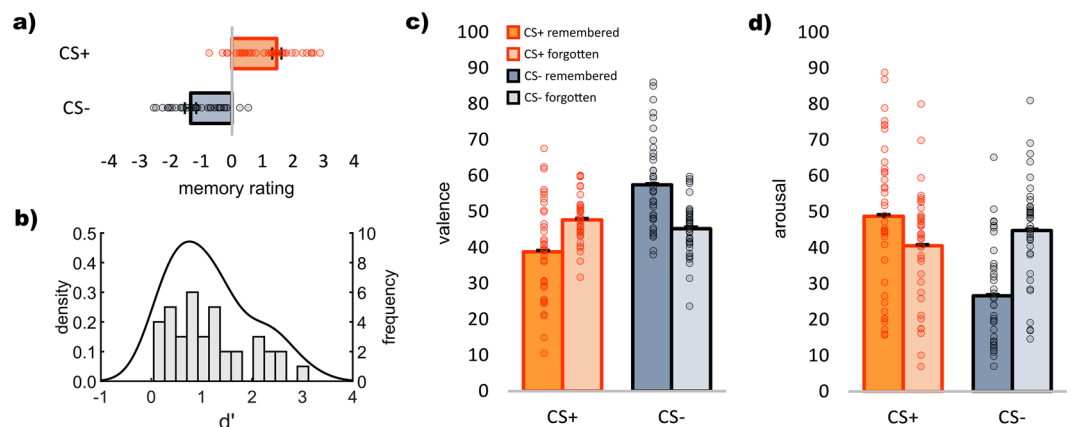 a)
CS+
CS-
-4 -3 -2 -1 0 1 2 3 4
memory rating
b)
0.5
0.4
0.3
0.2
0.1
0.0
density
10
8
6
4
2
0
frequency
-1 0 1 2 3 4
d'
c)
100
90
80
70
60
50
40
30
20
10
0
valence
CS+ remembered
CS+ forgotten
CS- remembered
CS- forgotten
CS+ CS-
d)
100
90
80
70
60
50
40
30
20
10
0
arousal
CS+ CS-